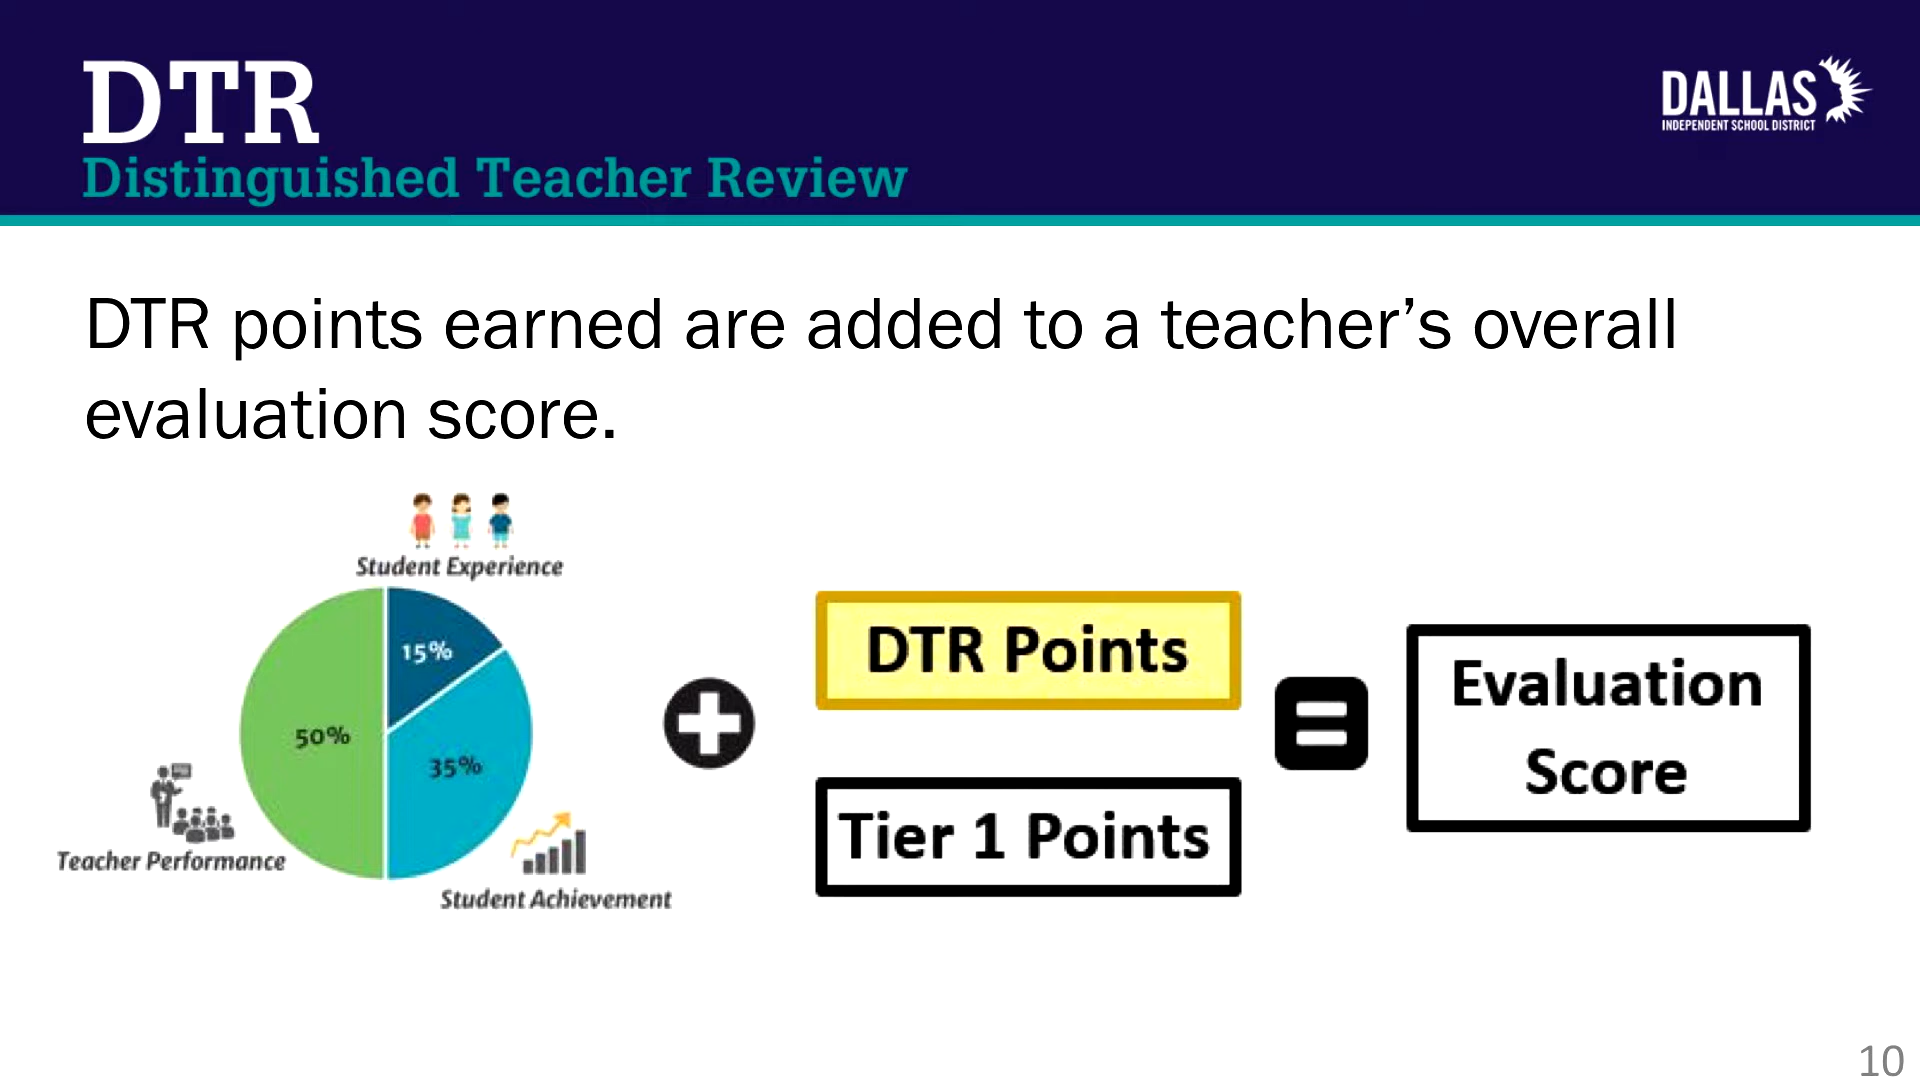 DTR
Distinguished Teacher Review
DALLAS
INDEPENDENT SCHOOL DISTRICT
DTR points earned are added to a teacher’s overall
evaluation score.
Student Experience
15%
50%
35%
Teacher Performance
Student Achievement
DTR Points
Tier 1 Points
Evaluation
Score
10